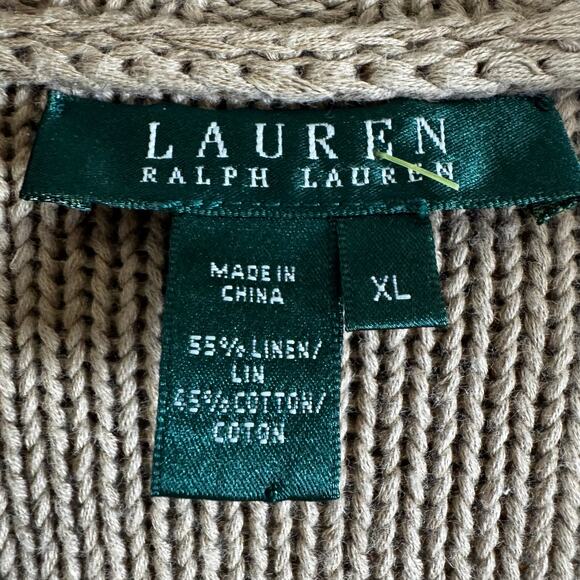 LAUREN
RALPH LAUREN
MADE IN
CHINA
XL
55% LINEN/
LIN
45% COTTON/
COTON